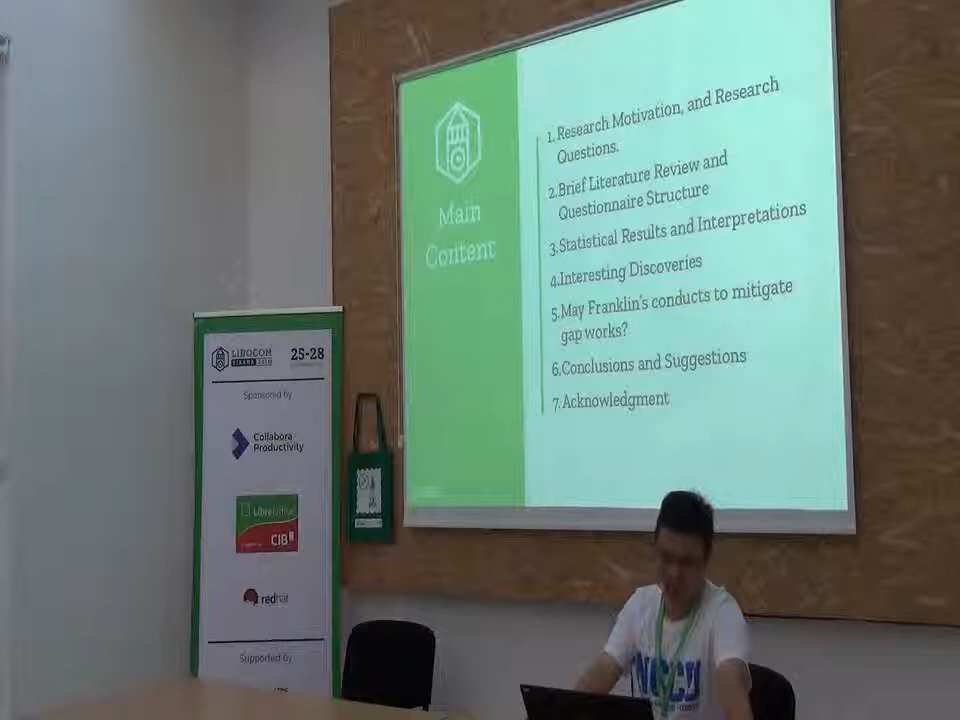 Main
Content
1. Research Motivation, and Research
Questions.
2. Brief Literature Review and
Questionnaire Structure
3. Statistical Results and Interpretations
4. Interesting Discoveries
5. May Franklin's conducts to mitigate
gap works?
6. Conclusions and Suggestions
7. Acknowledgment
LIBOCON
25-28
Sponsored by
Collabora
Productivity
LibreOffice
CIB
redhat
Supported by
NCCU